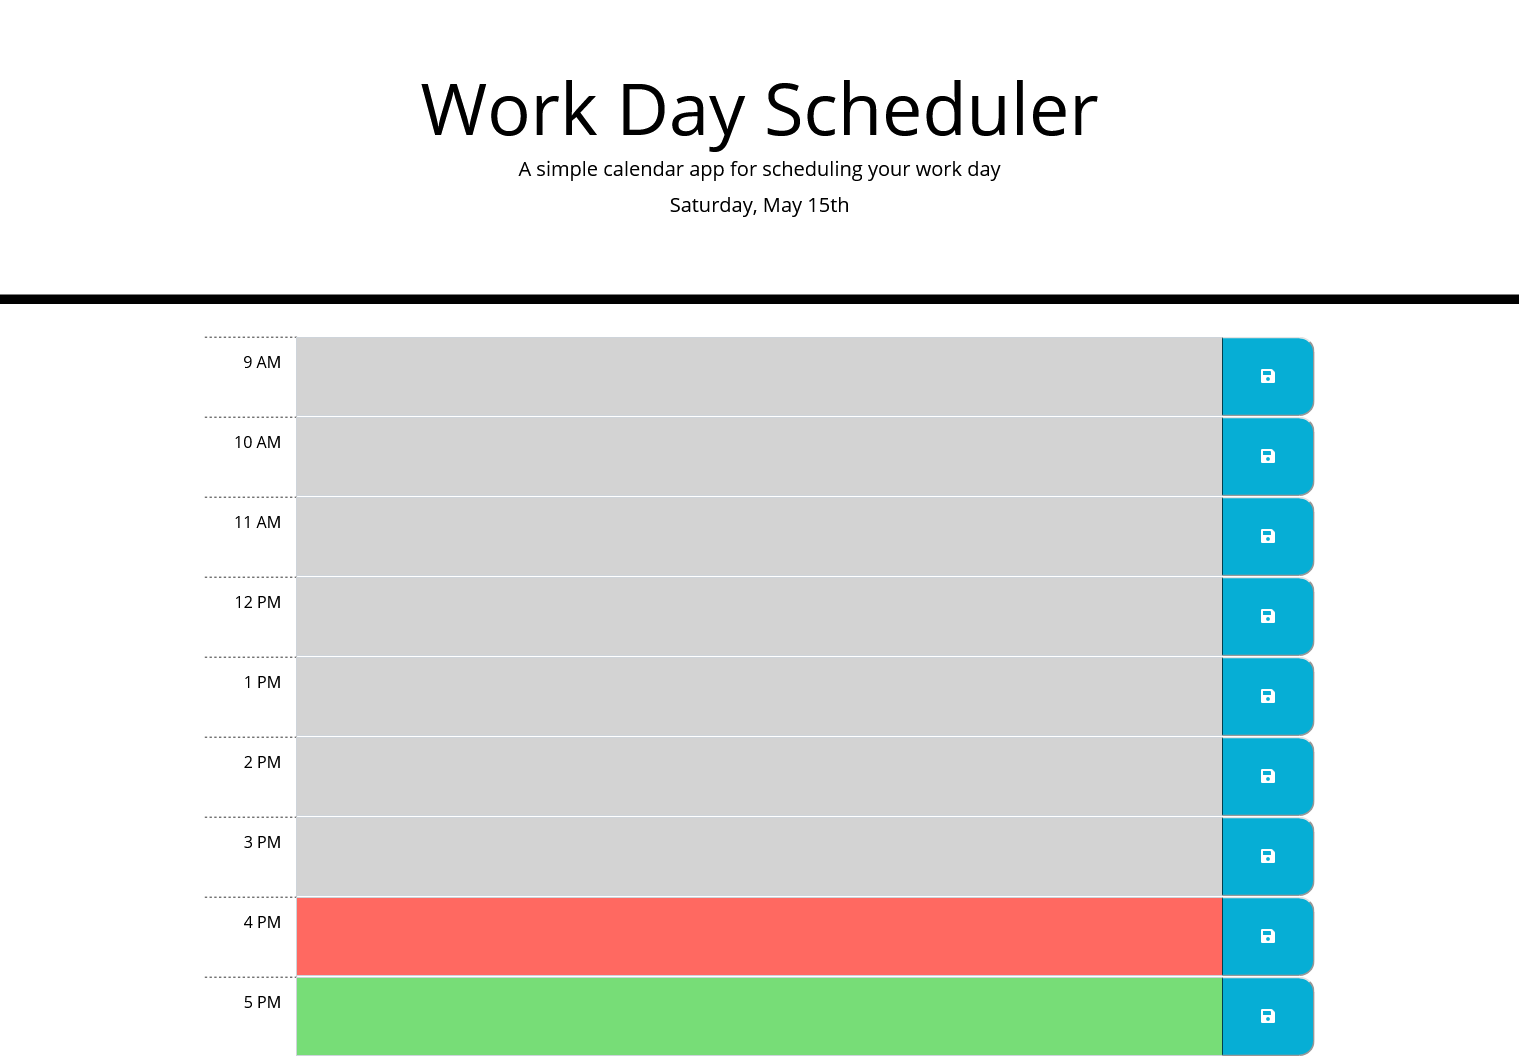 Work Day Scheduler
A simple calendar app for scheduling your work day
Saturday, May 15th
9 AM
10 AM
11 AM
12 PM
1 PM
2 PM
3 PM
4 PM
5 PM